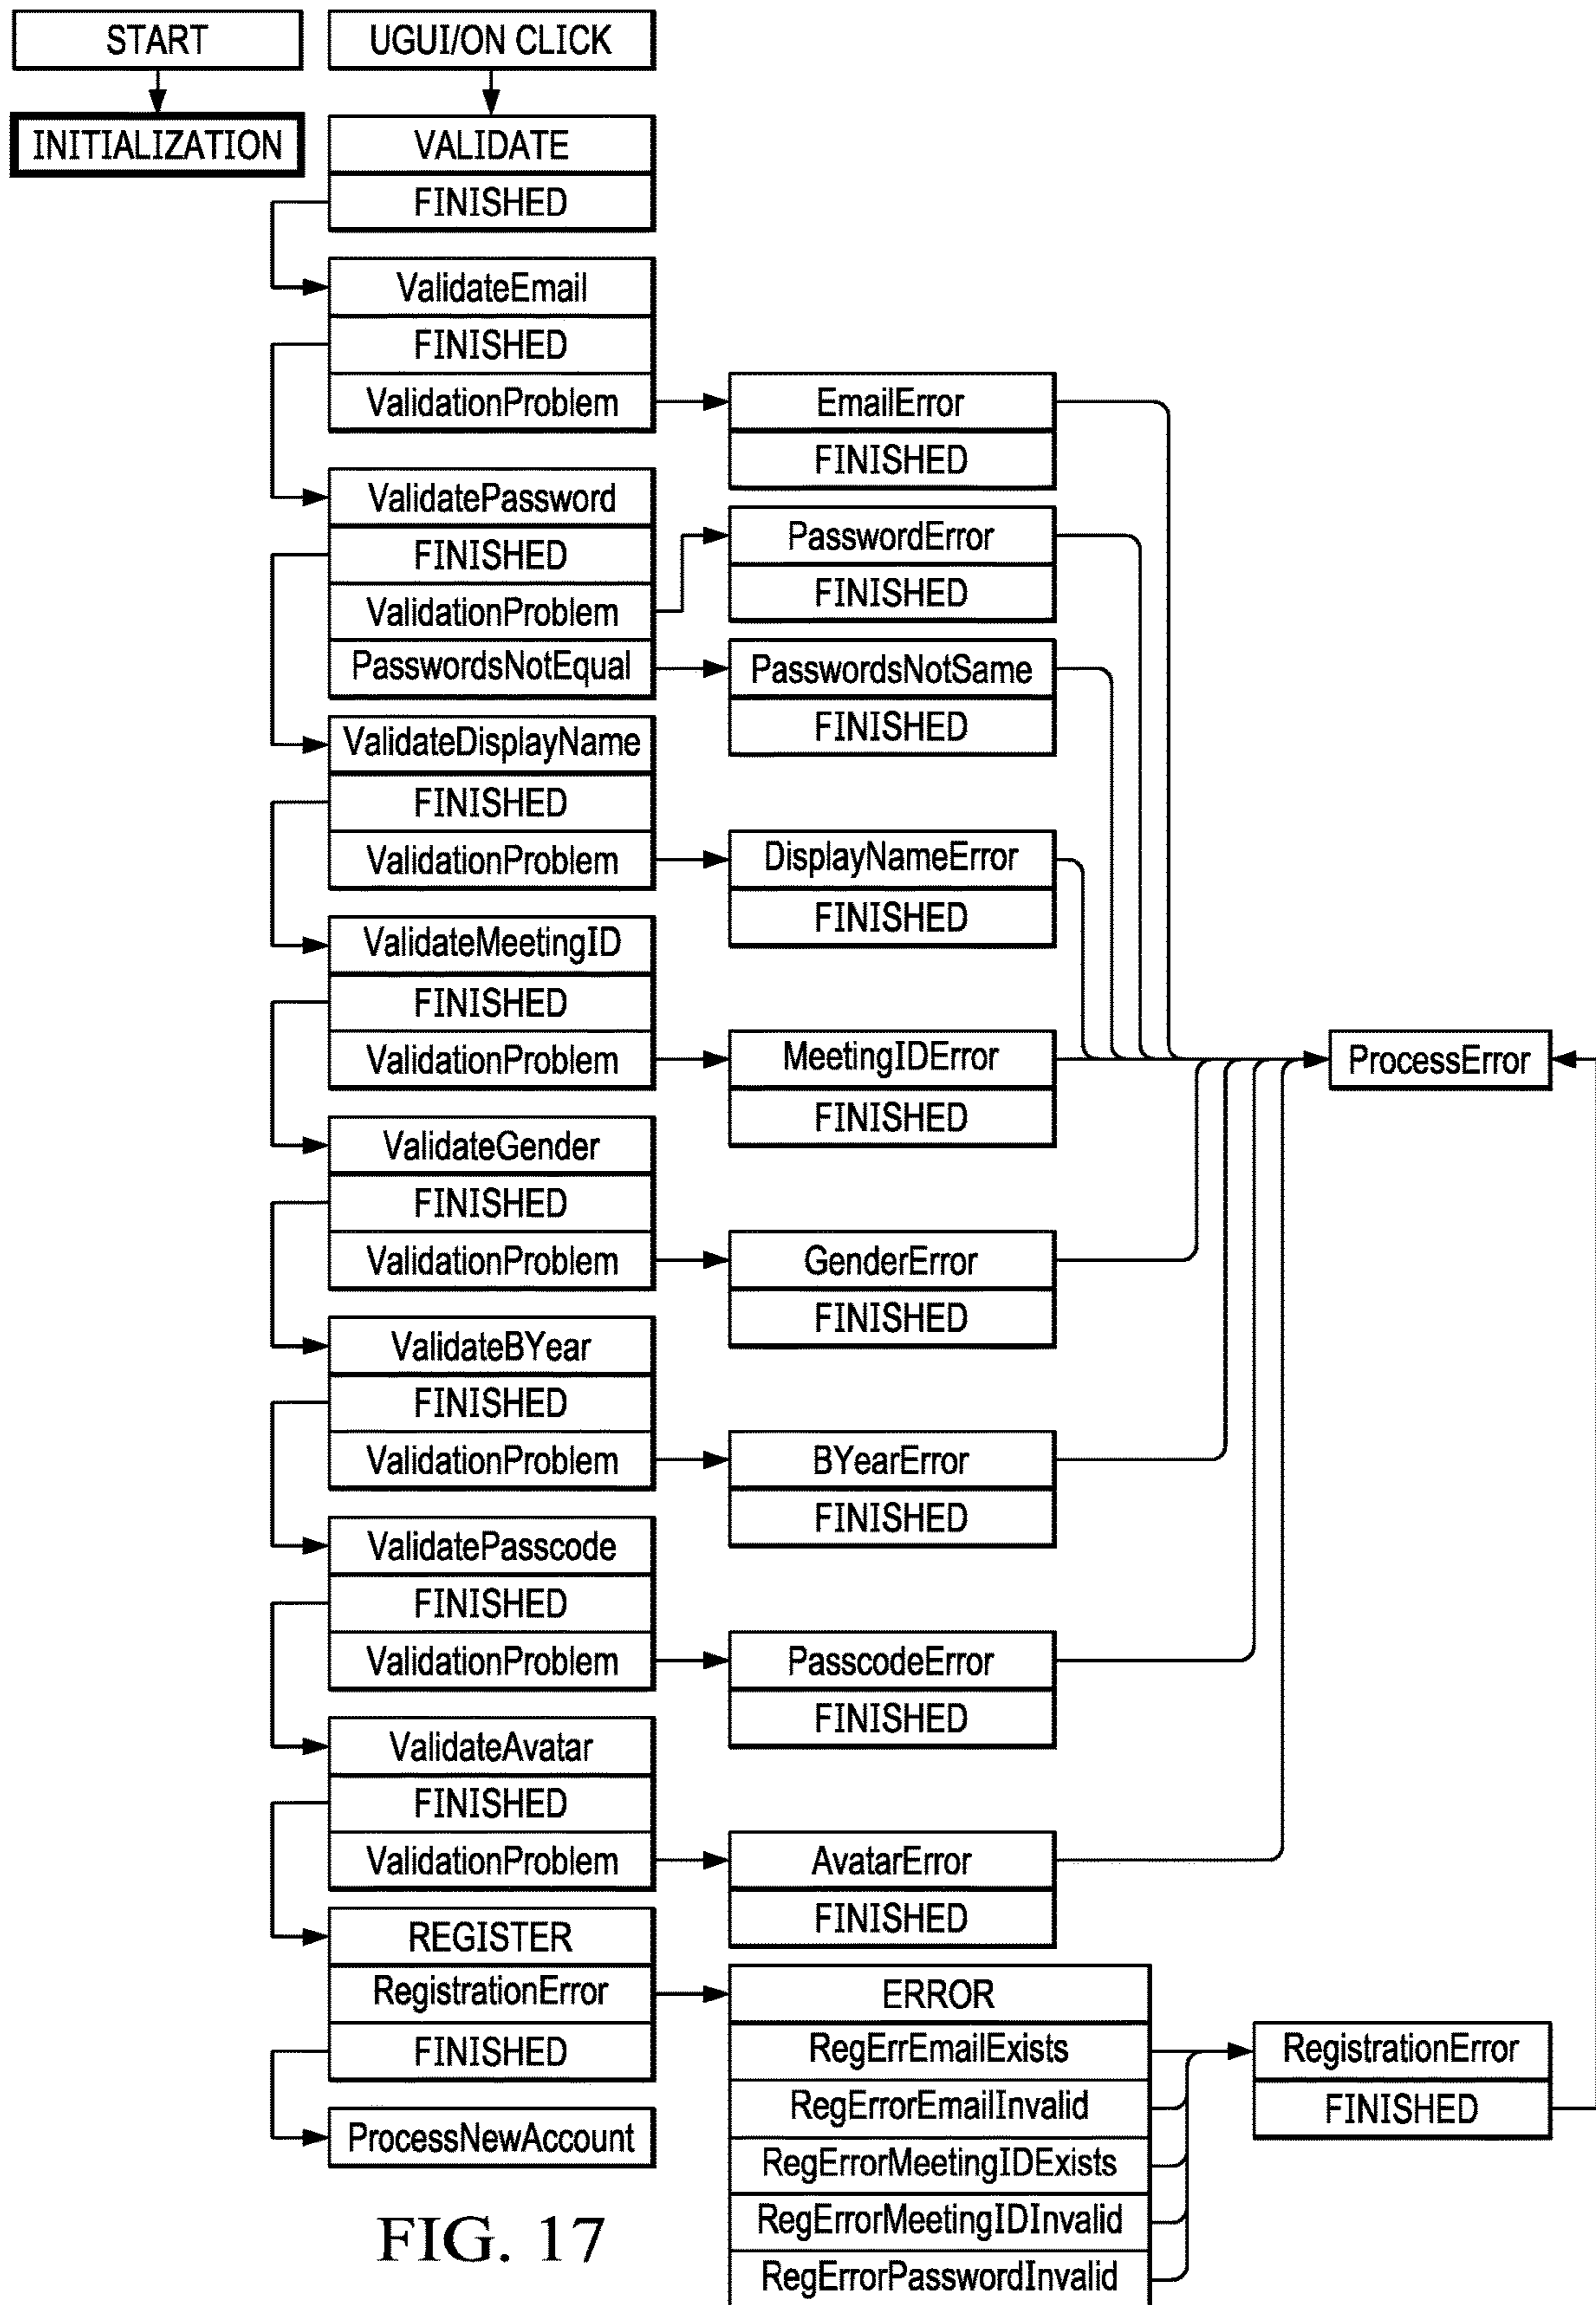 START
UGUI/ON CLICK
INITIALIZATION
VALIDATE
FINISHED
ValidateEmail
FINISHED
ValidationProblem
EmailError
FINISHED
ValidatePassword
FINISHED
ValidationProblem
PasswordsNotEqual
PasswordError
FINISHED
PasswordsNotSame
FINISHED
ValidateDisplayName
FINISHED
ValidationProblem
DisplayNameError
FINISHED
ValidateMeetingID
FINISHED
ValidationProblem
MeetingIDError
FINISHED
ProcessError
ValidateGender
FINISHED
ValidationProblem
GenderError
FINISHED
ValidateBYear
FINISHED
ValidationProblem
BYearError
FINISHED
ValidatePasscode
FINISHED
ValidationProblem
PasscodeError
FINISHED
ValidateAvatar
FINISHED
ValidationProblem
AvatarError
FINISHED
REGISTER
RegistrationError
FINISHED
ProcessNewAccount
ERROR
RegErrEmailExists
RegErrorEmailInvalid
RegErrorMeetingIDExists
RegErrorMeetingIDInvalid
RegErrorPasswordInvalid
RegistrationError
FINISHED
FIG. 17